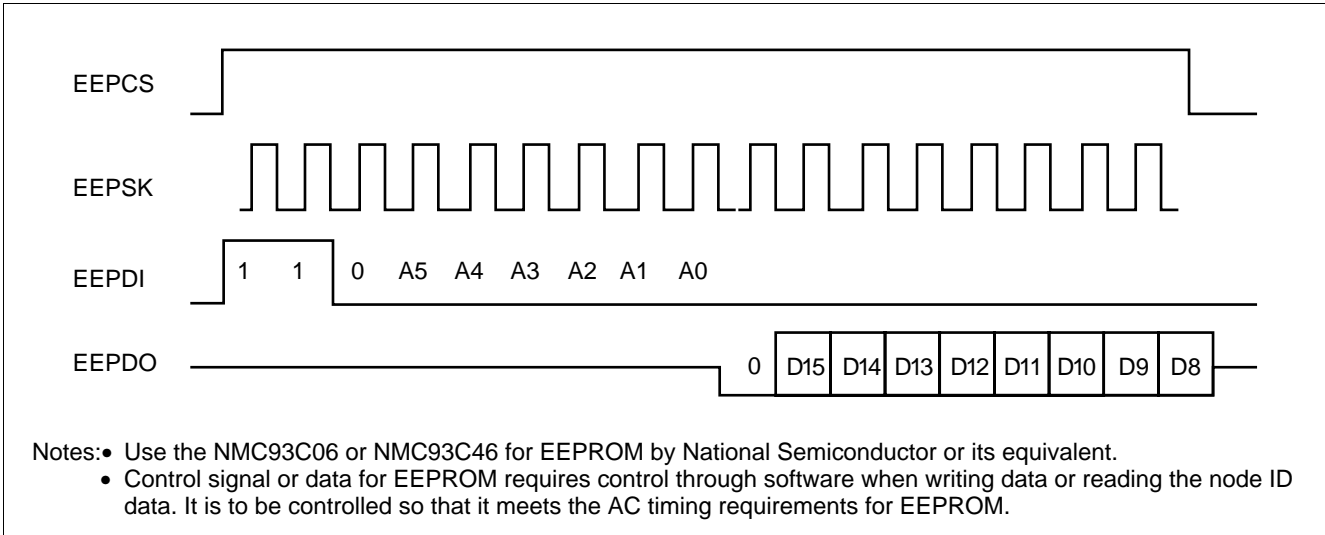 EEPCS
EEPSK
EEPDI 1 1 0 A5 A4 A3 A2 A1 A0
EEPDO 0 D15 D14 D13 D12 D11 D10 D9 D8
Notes:• Use the NMC93C06 or NMC93C46 for EEPROM by National Semiconductor or its equivalent.
• Control signal or data for EEPROM requires control through software when writing data or reading the node ID
data. It is to be controlled so that it meets the AC timing requirements for EEPROM.